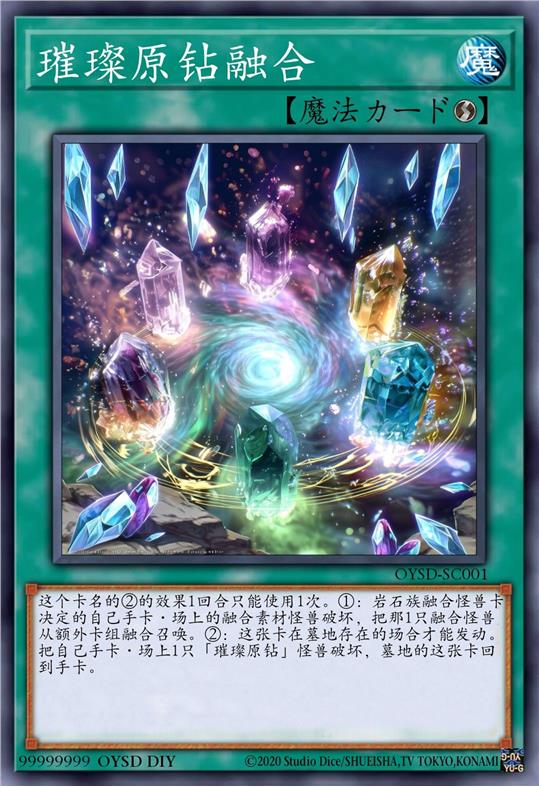 璀璨原钻融合
魔
【魔法カード】
OYSD-SC001
这个卡名的②的效果1回合只能使用1次。①：岩石族融合怪兽卡
决定的自己手卡·场上的融合素材怪兽破坏，把那1只融合怪兽
从额外卡组融合召唤。②：这张卡在墓地存在的场合才能发动。
把自己手卡·场上1只「璀璨原钻」怪兽破坏，墓地的这张卡回
到手卡。
99999999 OYSD DIY
©2020 Studio Dice/SHUEISHA,TV TOKYO,KONAMI